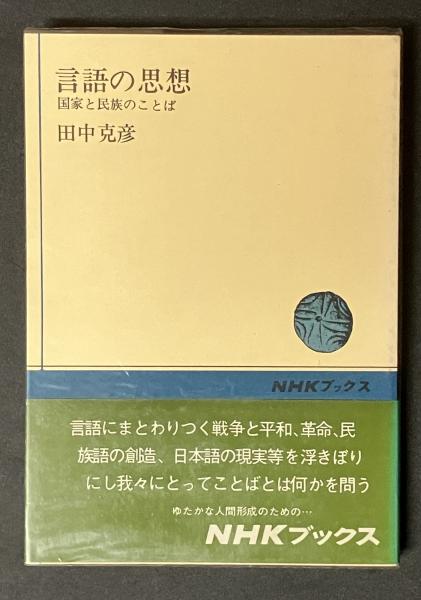 言語の思想
国家と民族のことば
田中克彦
NHKブックス
言語にまとわりつく戦争と平和、革命、民
族語の創造、日本語の現実等を浮きぼり
にし我々にとってことばとは何かを問う
ゆたかな人間形成のための…
NHKブックス